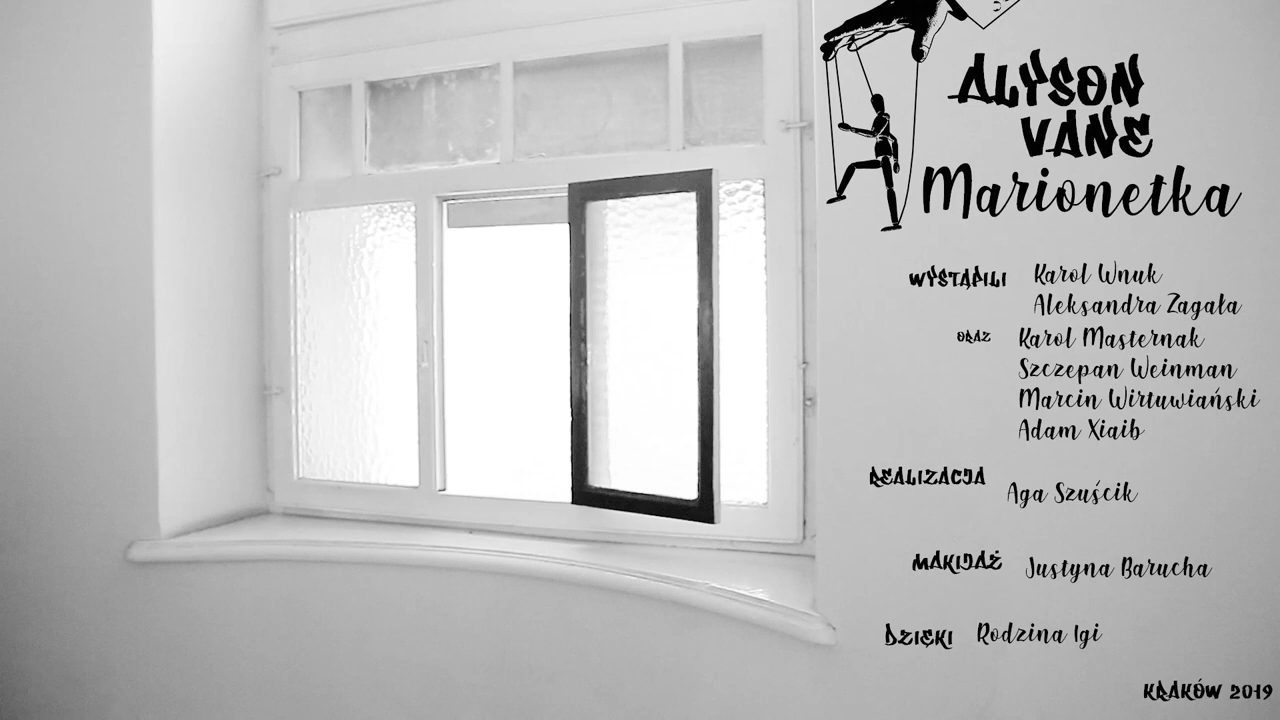 ALYSON
VANE
Marionetka
WYSTĄPILI Karol Wnuk
Aleksandra Zagała
ORAZ Karol Masternak
Szczepan Weinman
Marcin Wirtuwiański
Adam Xiaib
REALIZACJA Aga Szuścik
MAKIJAŻ Justyna Barucha
DZIĘKI Rodzina Igi
KRAKÓW 2019